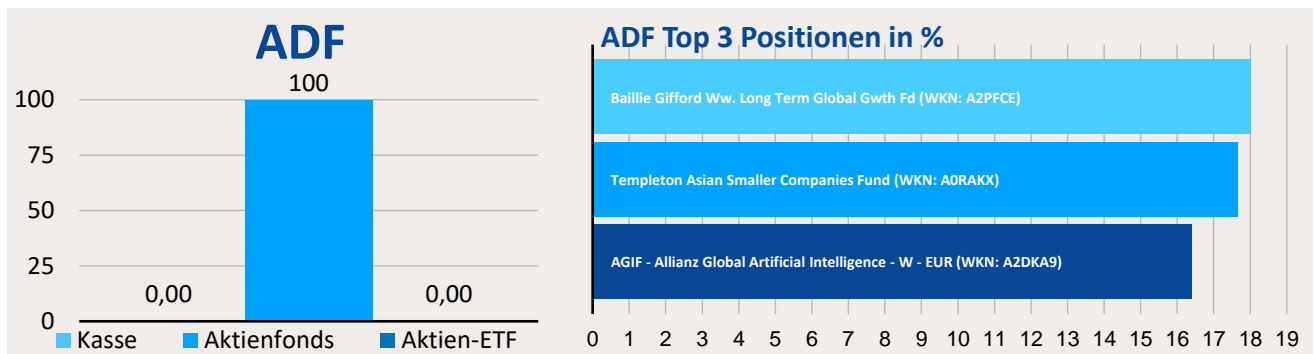 ADF
100
100
75
50
25
0
0,00
0,00
Kasse
Aktienfonds
Aktien-ETF
ADF Top 3 Positionen in %
Baillie Gifford Ww. Long Term Global Gwth Fd (WKN: A2PFCE)
Templeton Asian Smaller Companies Fund (WKN: A0RAKX)
AGIF - Allianz Global Artificial Intelligence - W - EUR (WKN: A2DKA9)
0 1 2 3 4 5 6 7 8 9 10 11 12 13 14 15 16 17 18 19